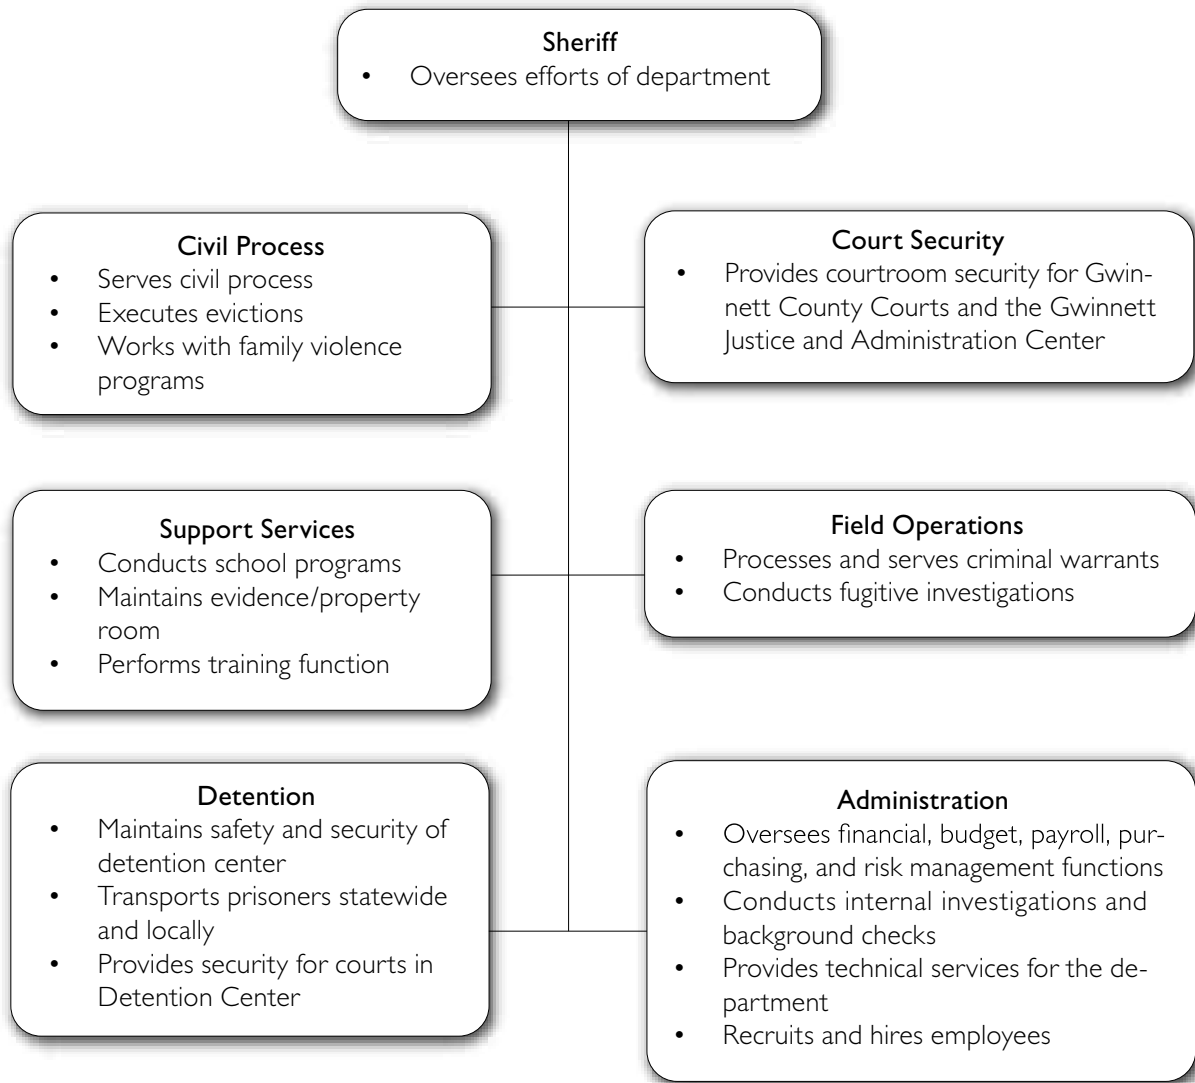 Sheriff
• Oversees efforts of department
Civil Process
• Serves civil process
• Executes evictions
• Works with family violence
programs
Court Security
• Provides courtroom security for Gwin-
nett County Courts and the Gwinnett
Justice and Administration Center
Support Services
• Conducts school programs
• Maintains evidence/property
room
• Performs training function
Field Operations
• Processes and serves criminal warrants
• Conducts fugitive investigations
Detention
• Maintains safety and security of
detention center
• Transports prisoners statewide
and locally
• Provides security for courts in
Detention Center
Administration
• Oversees financial, budget, payroll, pur-
chasing, and risk management functions
• Conducts internal investigations and
background checks
• Provides technical services for the de-
partment
• Recruits and hires employees